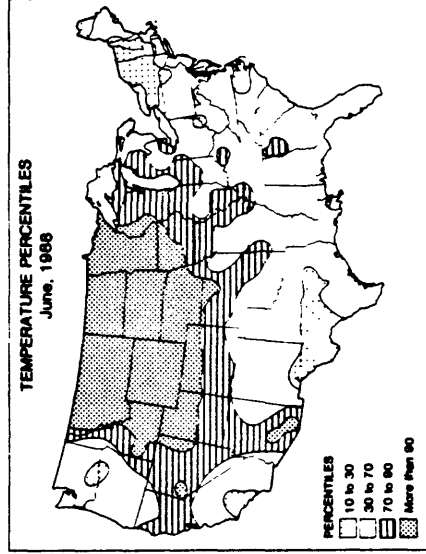 TEMPERATURE PERCENTILES
June, 1988
PERCENTILES
10 to 30
30 to 70
70 to 90
More than 90